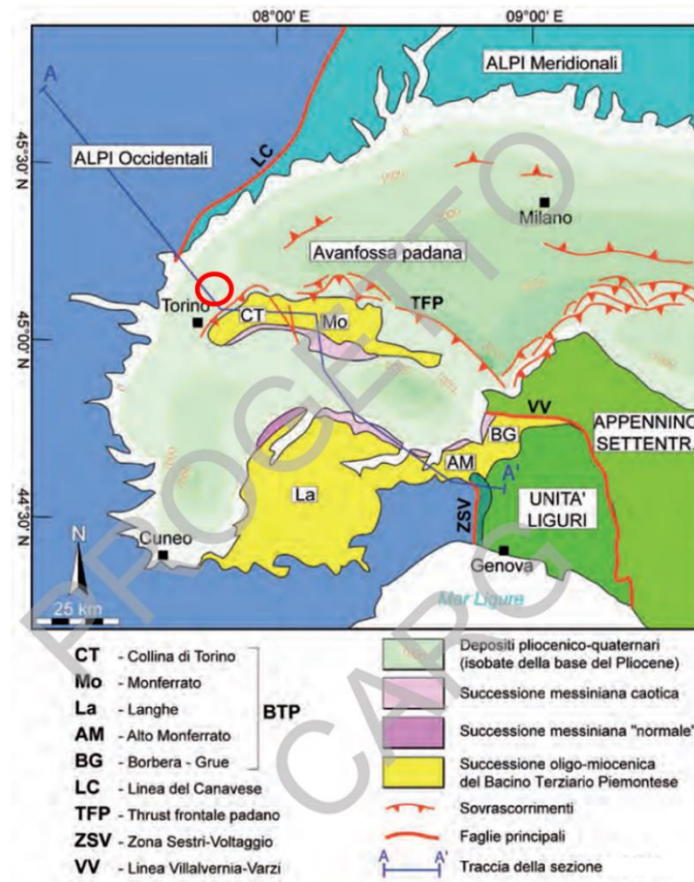 08°00' E
09°00' E
ALPI Meridionali
A
ALPI Occidentali
LC
45°30' N
Milano
Avanfossa padana
Torino
TFP
CT
Mo
45°00' N
VV
BG
APPENNINO
SETTENTR.
AM
A'
La
UNITA'
LIGURI
ZSV
44°30' N
N
Cuneo
Genova
25 km
Mar Ligure
PROGETTO
CARG
CT - Collina di Torino
Mo - Monferrato
La - Langhe
AM - Alto Monferrato
BG - Borbera - Grue
BTP
LC - Linea del Canavese
TFP - Thrust frontale padano
ZSV - Zona Sestri-Voltaggio
VV - Linea Villalvernia-Varzi
Depositi pliocenico-quaternari
(isobate della base del Pliocene)
Successione messiniana caotica
Successione messiniana "normale"
Successione oligo-miocenica
del Bacino Terziario Piemontese
Sovrascorrimenti
Faglie principali
A A' Traccia della sezione